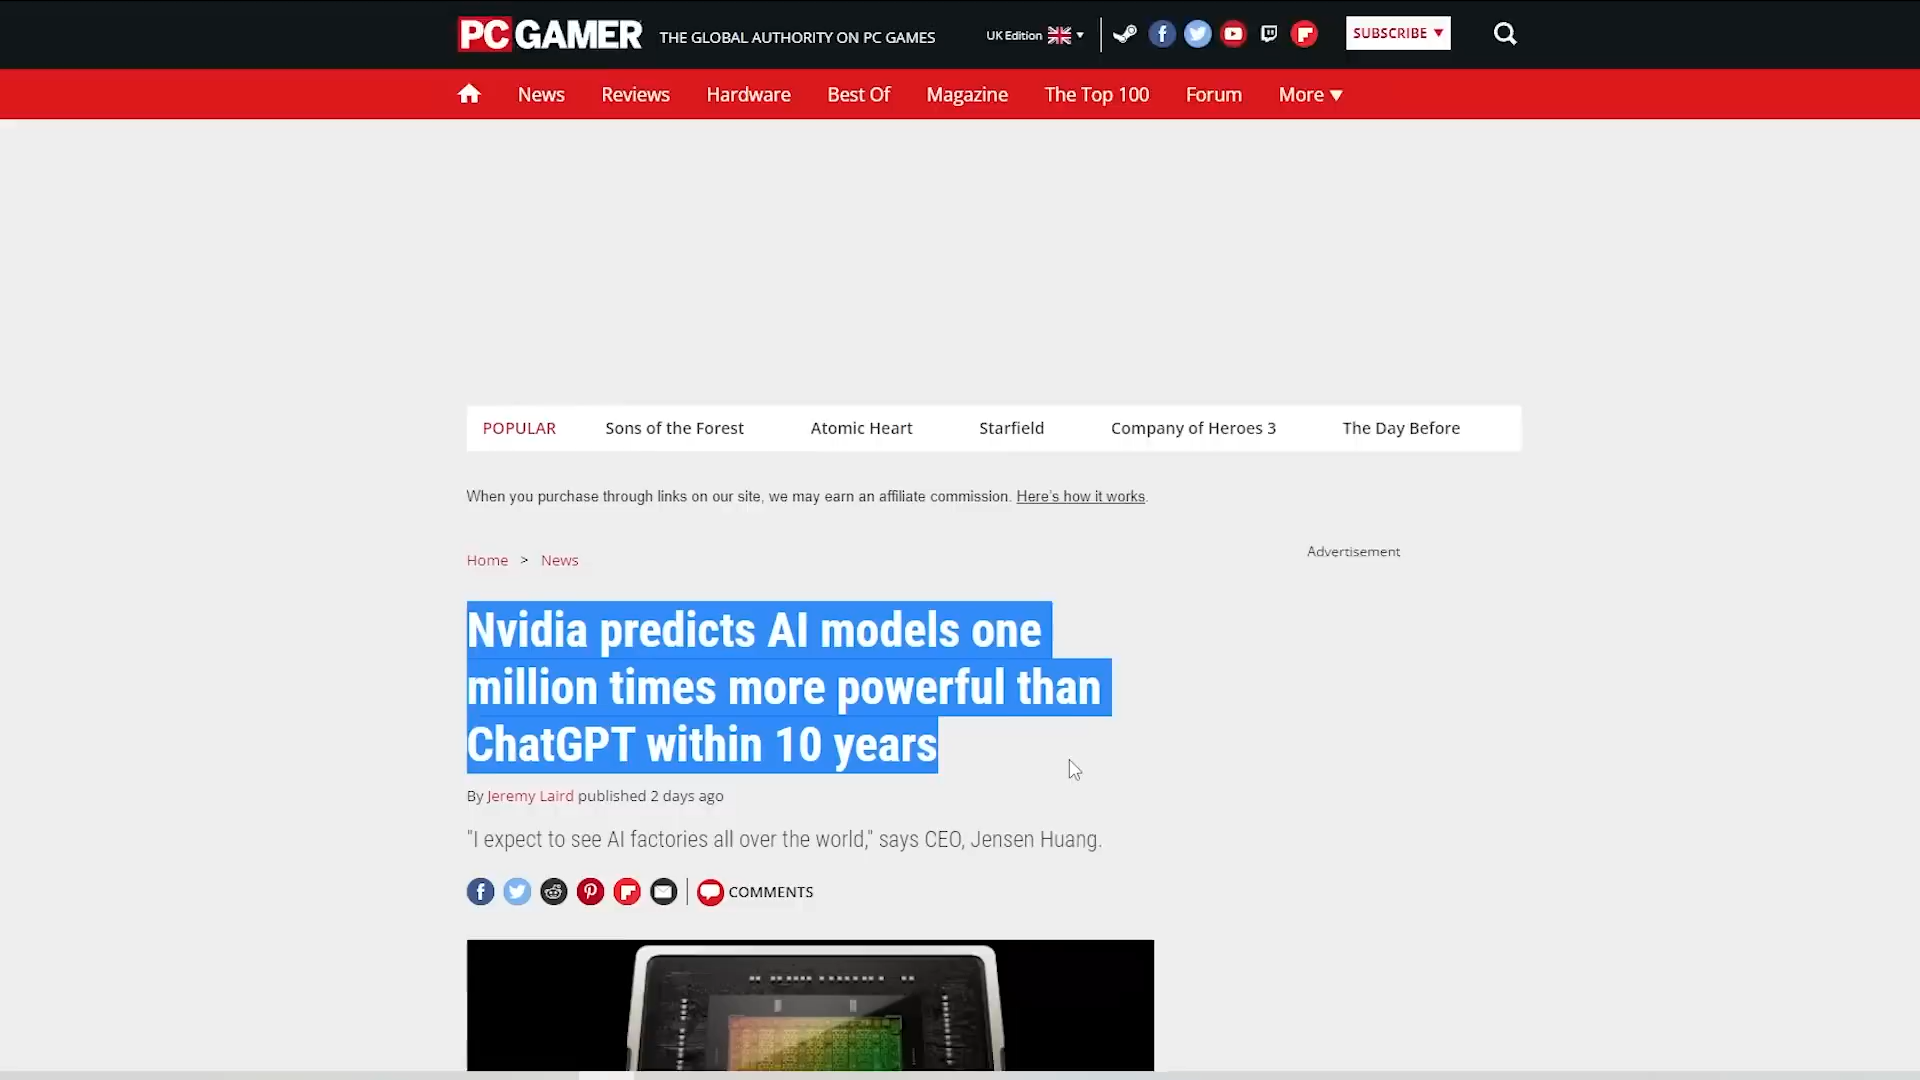 PC GAMER THE GLOBAL AUTHORITY ON PC GAMES UK Edition SUBSCRIBE
News Reviews Hardware Best Of Magazine The Top 100 Forum More
POPULAR Sons of the Forest Atomic Heart Starfield Company of Heroes 3 The Day Before
When you purchase through links on our site, we may earn an affiliate commission. Here's how it works.
Advertisement
Home > News
Nvidia predicts AI models one
million times more powerful than
ChatGPT within 10 years
By Jeremy Laird published 2 days ago
"I expect to see AI factories all over the world," says CEO, Jensen Huang.
COMMENTS